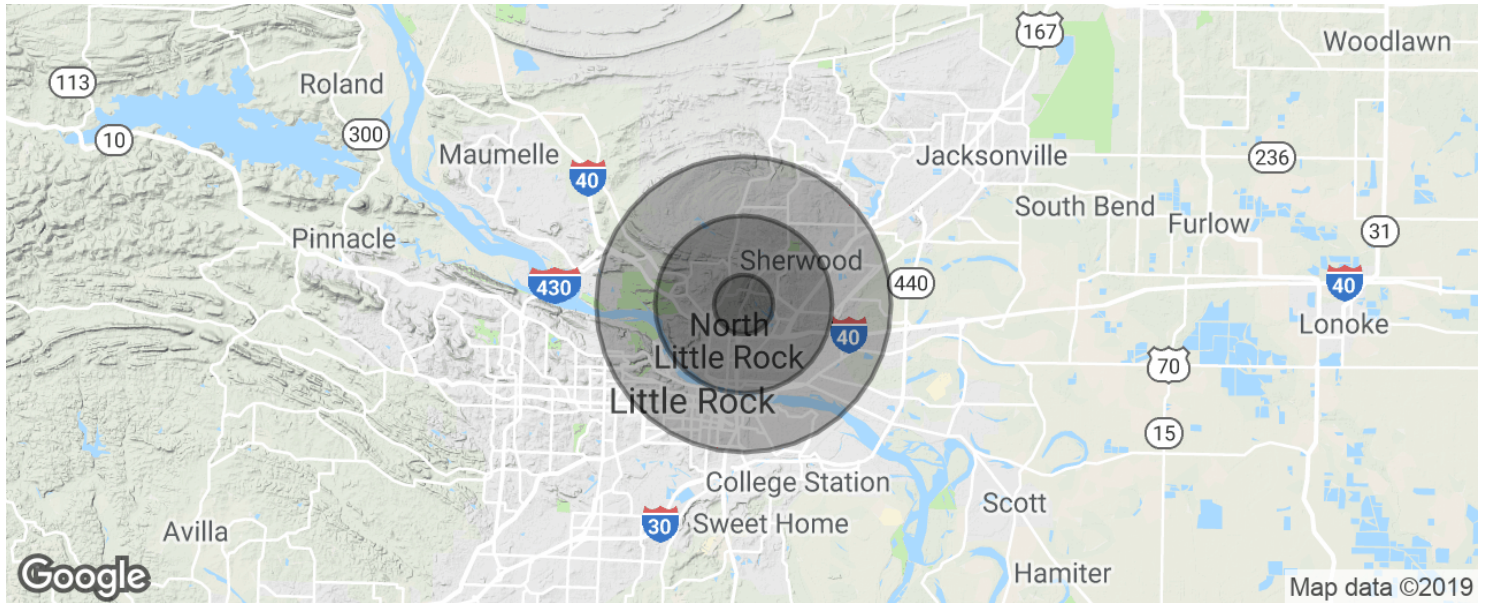 167
Woodlawn
113
Roland
10
300
Maumelle
Jacksonville
236
40
South Bend
Furlow
31
Pinnacle
Sherwood
430
440
40
North
Little Rock
40
Lonoke
70
Little Rock
15
College Station
Scott
30
Sweet Home
Avilla
Hamiter
Google
Map data ©2019